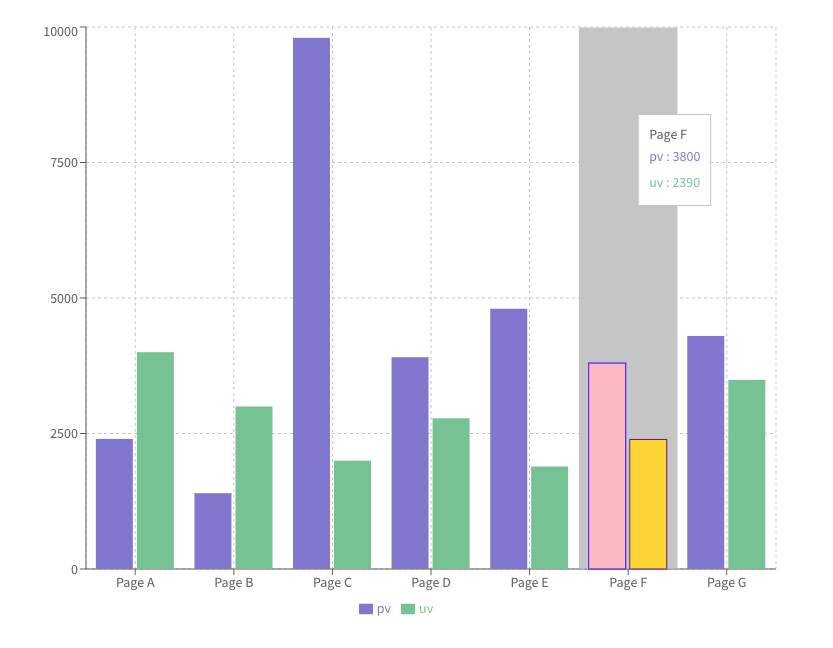 10000
7500
5000
2500
0
Page F
pv : 3800
uv : 2390
Page A
Page B
Page C
Page D
Page E
Page F
Page G
pv
uv